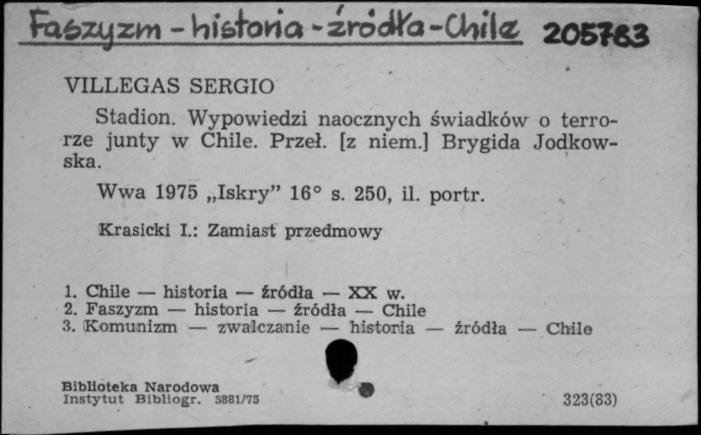 Faszyzm - historia - źródła - Chile 205783
VILLEGAS SERGIO
Stadion. Wypowiedzi naocznych świadków o terro-
rze junty w Chile. Przeł. [z niem.] Brygida Jodkow-
ska.
Wwa 1975 „Iskry” 16° s. 250, il. portr.
Krasicki I.: Zamiast przedmowy
1. Chile — historia — źródła — XX w.
2. Faszyzm — historia — źródła — Chile
3. Komunizm — zwalczanie — historia — źródła — Chile
Biblioteka Narodowa
Instytut Bibliogr. 5881/75 323(83)